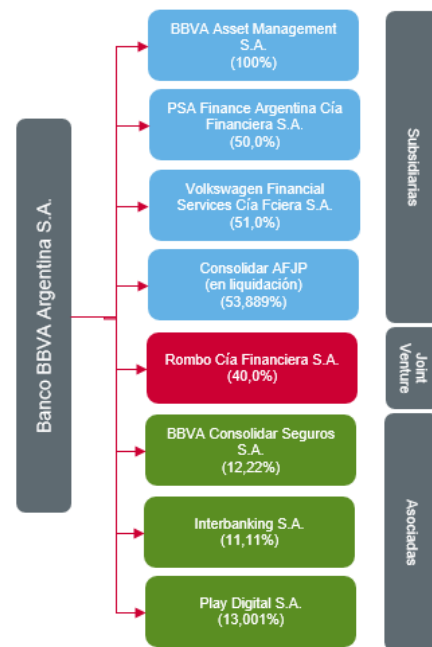 Banco BBVA Argentina S.A.
BBVA Asset Management
S.A.
(100%)
PSA Finance Argentina Cía
Financiera S.A.
(50,0%)
Volkswagen Financial
Services Cía Fciera S.A.
(51,0%)
Consolidar AFJP
(en liquidación)
(53,889%)
Subsidiarias
Rombo Cía Financiera S.A.
(40,0%)
Joint
Venture
BBVA Consolidar Seguros
S.A.
(12,22%)
Interbanking S.A.
(11,11%)
Play Digital S.A.
(13,001%)
Asociadas